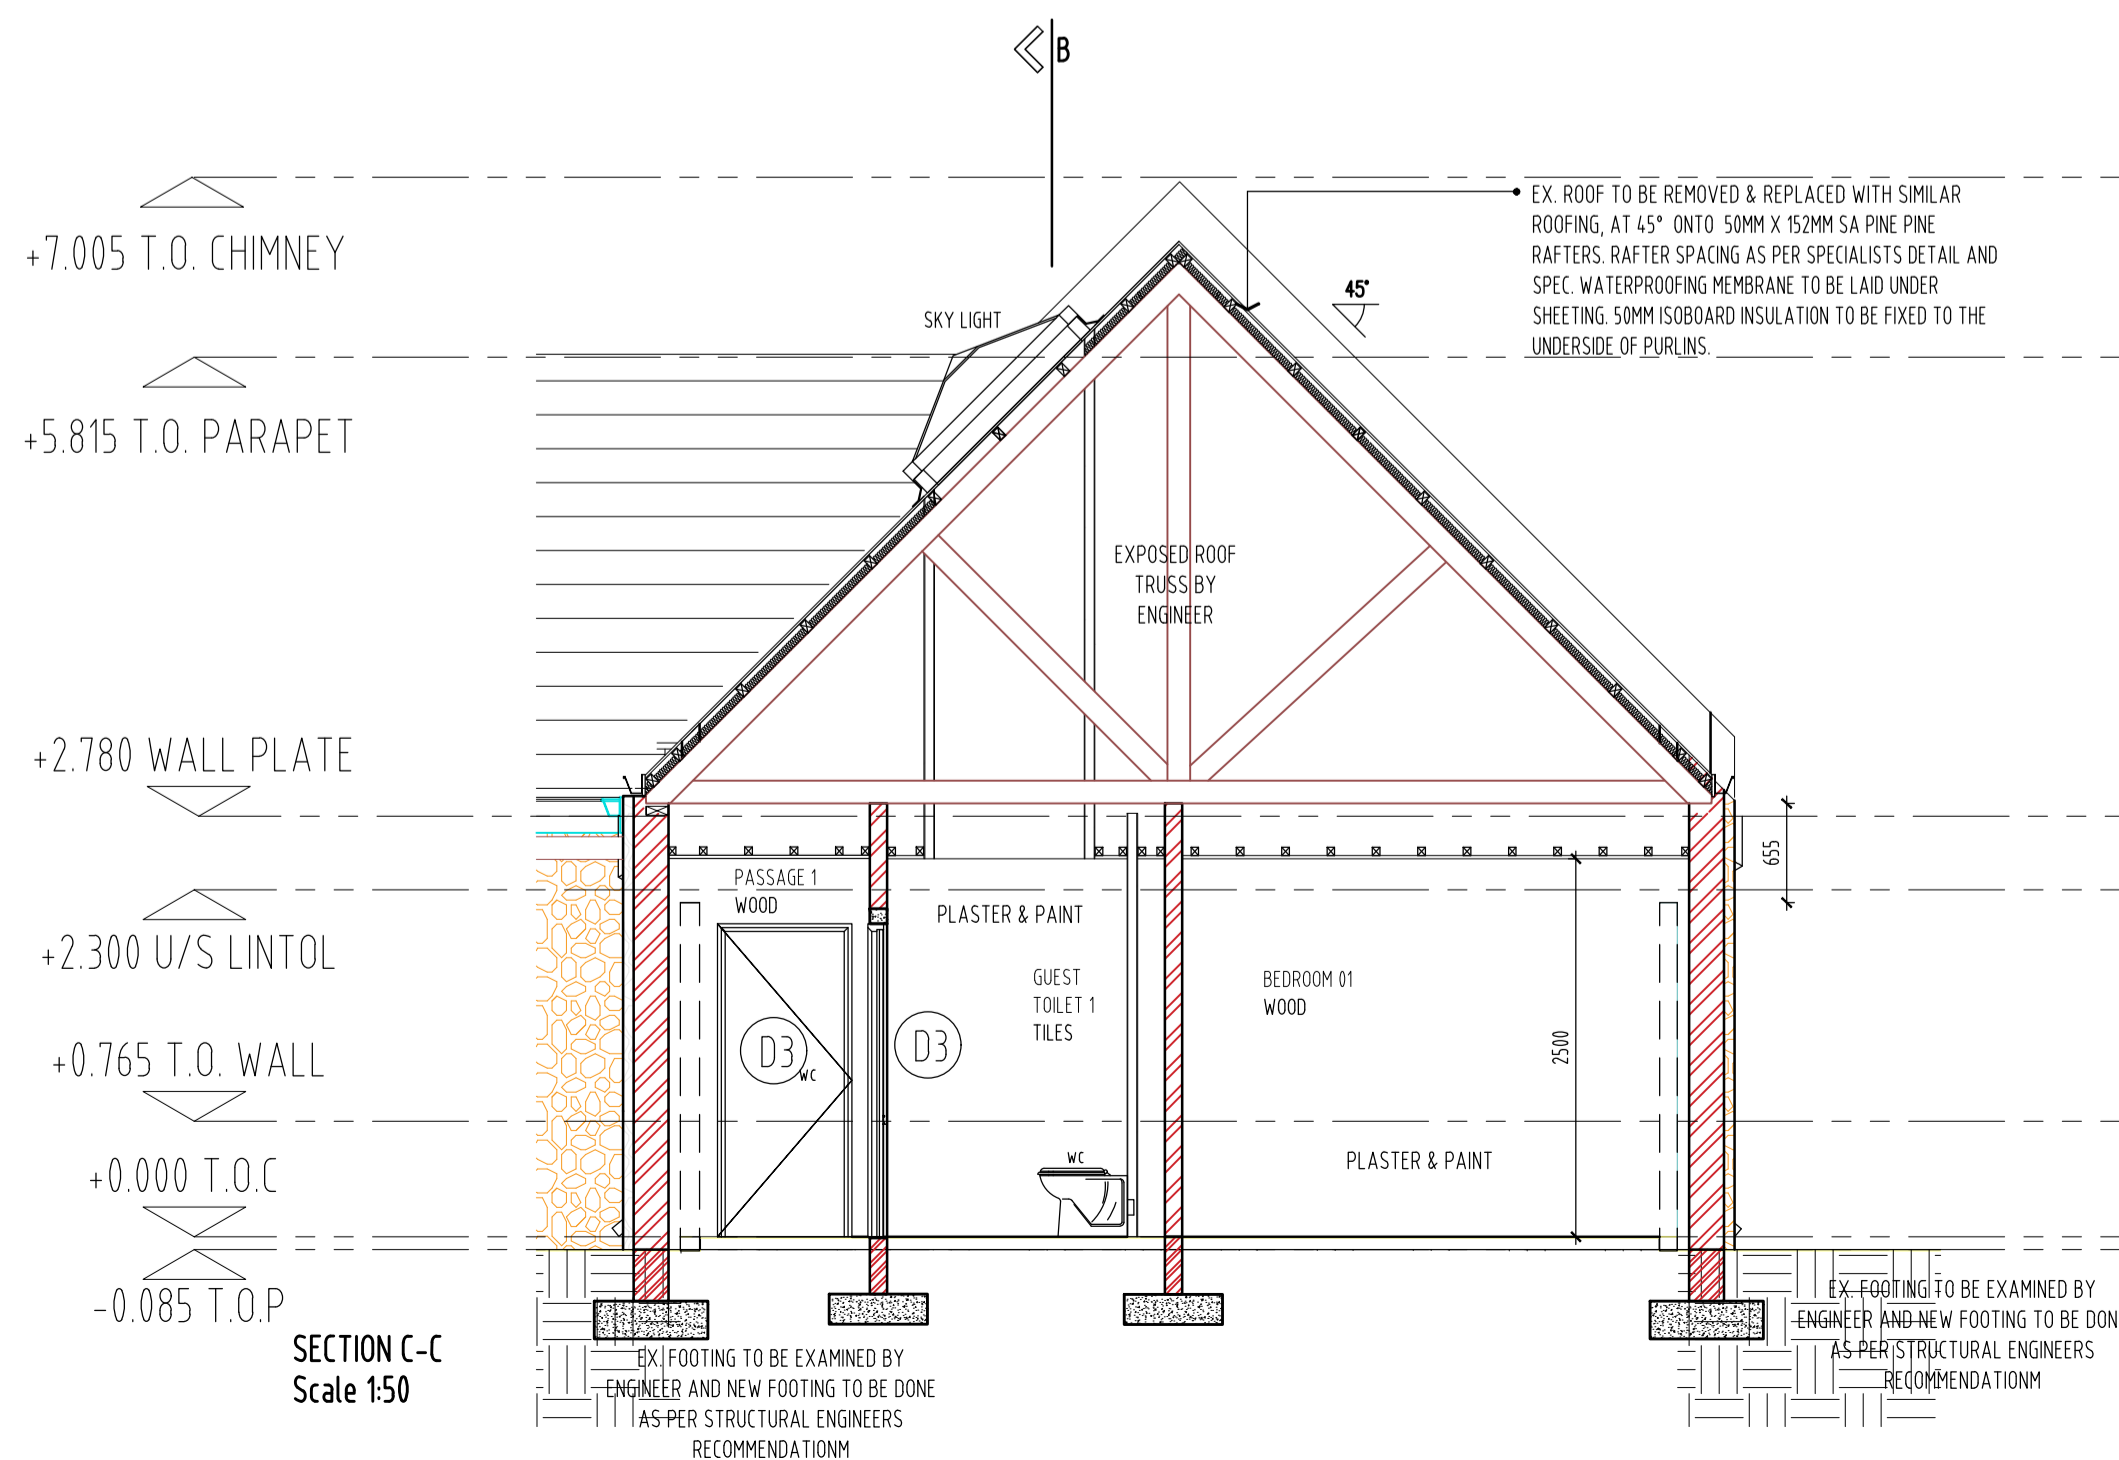 B
+7.005 T.O. CHIMNEY
EX. ROOF TO BE REMOVED & REPLACED WITH SIMILAR
ROOFING, AT 45° ONTO 50MM X 152MM SA PINE PINE
RAFTERS. RAFTER SPACING AS PER SPECIALISTS DETAIL AND
SPEC. WATERPROOFING MEMBRANE TO BE LAID UNDER
SHEETING. 50MM ISOBOARD INSULATION TO BE FIXED TO THE
UNDERSIDE OF PURLINS.
45°
SKY LIGHT
+5.815 T.O. PARAPET
EXPOSED ROOF
TRUSS BY
ENGINEER
+2.780 WALL PLATE
655
PASSAGE 1
WOOD
PLASTER & PAINT
+2.300 U/S LINTOL
GUEST
TOILET 1
TILES
BEDROOM 01
WOOD
2500
D3
WC
D3
+0.765 T.O. WALL
WC
PLASTER & PAINT
+0.000 T.O.C
-0.085 T.O.P
SECTION C-C
Scale 1:50
EX. FOOTING TO BE EXAMINED BY
ENGINEER AND NEW FOOTING TO BE DONE
AS PER STRUCTURAL ENGINEERS
RECOMMENDATIONM
EX. FOOTING TO BE EXAMINED BY
ENGINEER AND NEW FOOTING TO BE DON
AS PER STRUCTURAL ENGINEERS
RECOMMENDATIONM